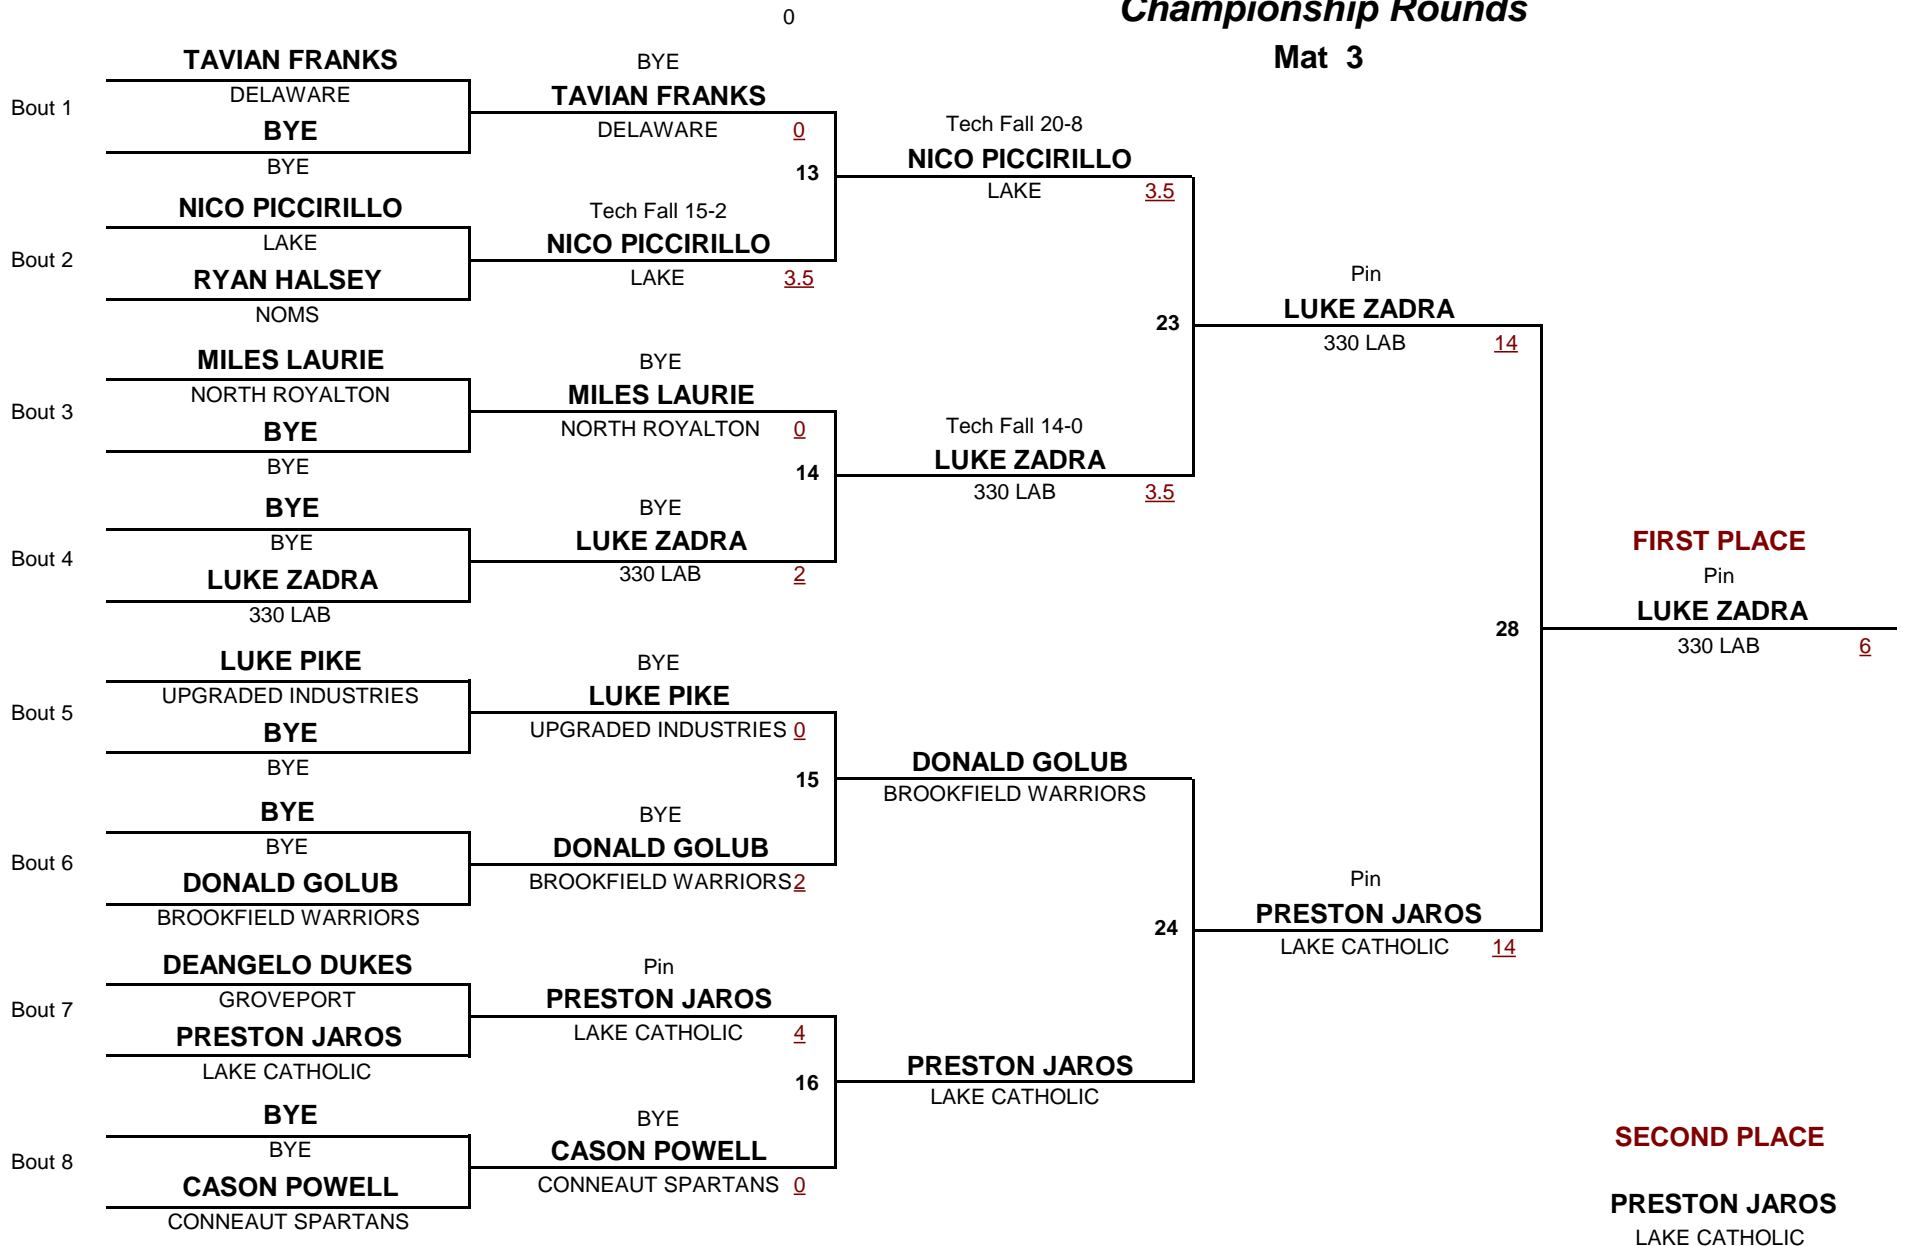 0
Championship Rounds
Mat 3
TAVIAN FRANKS
DELAWARE
Bout 1
BYE
BYE
NICO PICCIRILLO
LAKE
Bout 2
RYAN HALSEY
NOMS
MILES LAURIE
NORTH ROYALTON
Bout 3
BYE
BYE
BYE
BYE
Bout 4
LUKE ZADRA
330 LAB
LUKE PIKE
UPGRADED INDUSTRIES
Bout 5
BYE
BYE
BYE
BYE
Bout 6
DONALD GOLUB
BROOKFIELD WARRIORS
DEANGELO DUKES
GROVEPORT
Bout 7
PRESTON JAROS
LAKE CATHOLIC
BYE
BYE
Bout 8
CASON POWELL
CONNEAUT SPARTANS
BYE
TAVIAN FRANKS
DELAWARE 0
13
Tech Fall 15-2
NICO PICCIRILLO
LAKE 3.5
BYE
MILES LAURIE
NORTH ROYALTON 0
14
BYE
LUKE ZADRA
330 LAB 2
BYE
LUKE PIKE
UPGRADED INDUSTRIES 0
15
BYE
DONALD GOLUB
BROOKFIELD WARRIORS 2
Pin
PRESTON JAROS
LAKE CATHOLIC 4
16
BYE
CASON POWELL
CONNEAUT SPARTANS 0
Tech Fall 20-8
NICO PICCIRILLO
LAKE 3.5
23
Tech Fall 14-0
LUKE ZADRA
330 LAB 3.5
DONALD GOLUB
BROOKFIELD WARRIORS
24
PRESTON JAROS
LAKE CATHOLIC
Pin
LUKE ZADRA
330 LAB 14
28
Pin
PRESTON JAROS
LAKE CATHOLIC 14
FIRST PLACE
Pin
LUKE ZADRA
330 LAB 6
SECOND PLACE
PRESTON JAROS
LAKE CATHOLIC